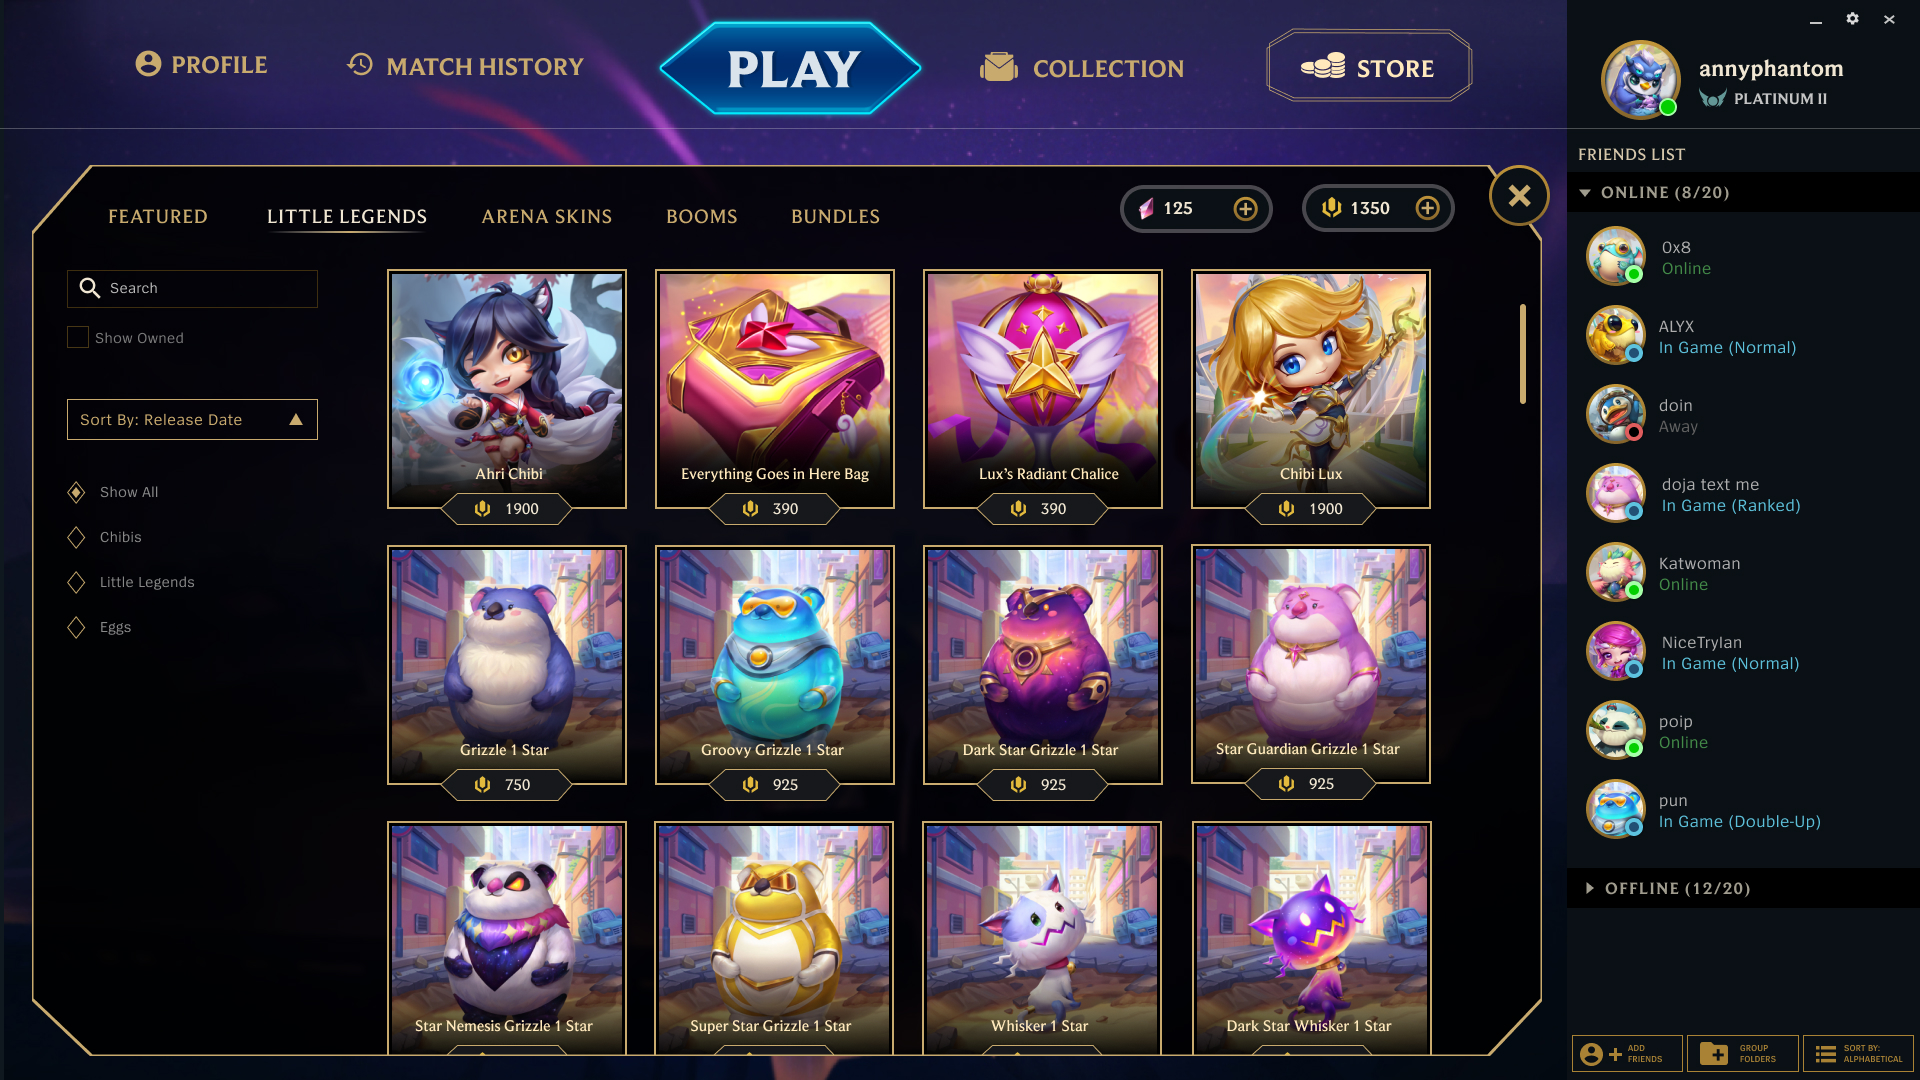 PROFILE
MATCH HISTORY
PLAY
COLLECTION
STORE
annyphantom
PLATINUM II
FRIENDS LIST
ONLINE (8/20)
0x8
Online
ALYX
In Game (Normal)
doin
Away
doja text me
In Game (Ranked)
Katwoman
Online
NiceTryIan
In Game (Normal)
poip
Online
pun
In Game (Double-Up)
OFFLINE (12/20)
ADD
FRIENDS
GROUP
FOLDERS
SORT BY:
ALPHABETICAL
FEATURED
LITTLE LEGENDS
ARENA SKINS
BOOMS
BUNDLES
125
1350
Search
Show Owned
Sort By: Release Date
Show All
Chibis
Little Legends
Eggs
Ahri Chibi
1900
Everything Goes in Here Bag
390
Lux's Radiant Chalice
390
Chibi Lux
1900
Grizzle 1 Star
750
Groovy Grizzle 1 Star
925
Dark Star Grizzle 1 Star
925
Star Guardian Grizzle 1 Star
925
Star Nemesis Grizzle 1 Star
Super Star Grizzle 1 Star
Whisker 1 Star
Dark Star Whisker 1 Star